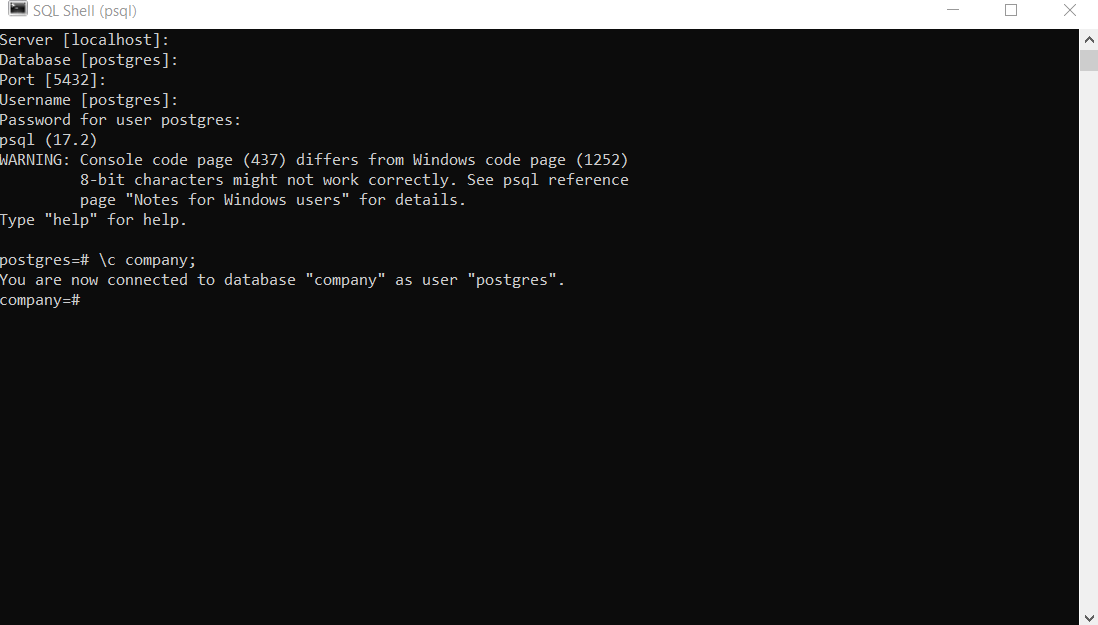 SQL Shell (psql)
Server [localhost]:
Database [postgres]:
Port [5432]:
Username [postgres]:
Password for user postgres:
psql (17.2)
WARNING: Console code page (437) differs from Windows code page (1252)
         8-bit characters might not work correctly. See psql reference
         page "Notes for Windows users" for details.
Type "help" for help.

postgres=# \c company;
You are now connected to database "company" as user "postgres".
company=#